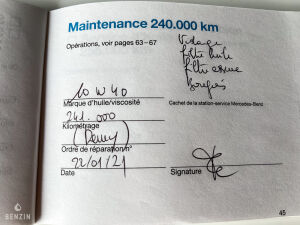 Maintenance 240.000 km
Opérations, voir pages 63–67
Vidage
filtre huile
filtre essence
Bougies
10 W 40
Marque d'huile/viscosité
Cachet de la station-service Mercedes-Benz
241.000
Kilométrage
Ordre de réparation/n°
22/01/21
Date
Signature
45
BENZIN